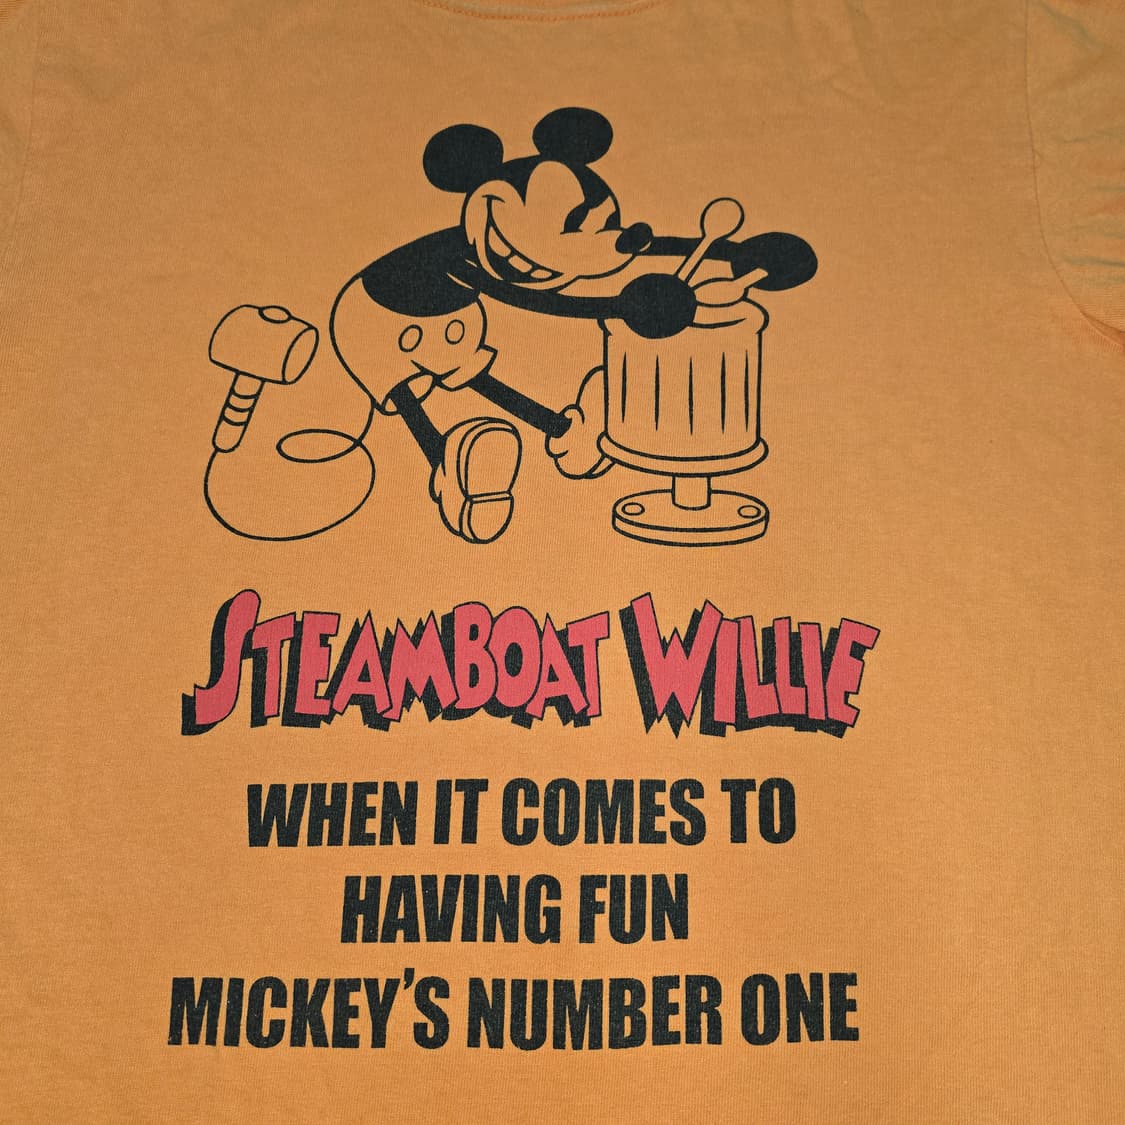 STEAMBOAT WILLIE
WHEN IT COMES TO
HAVING FUN
MICKEY'S NUMBER ONE